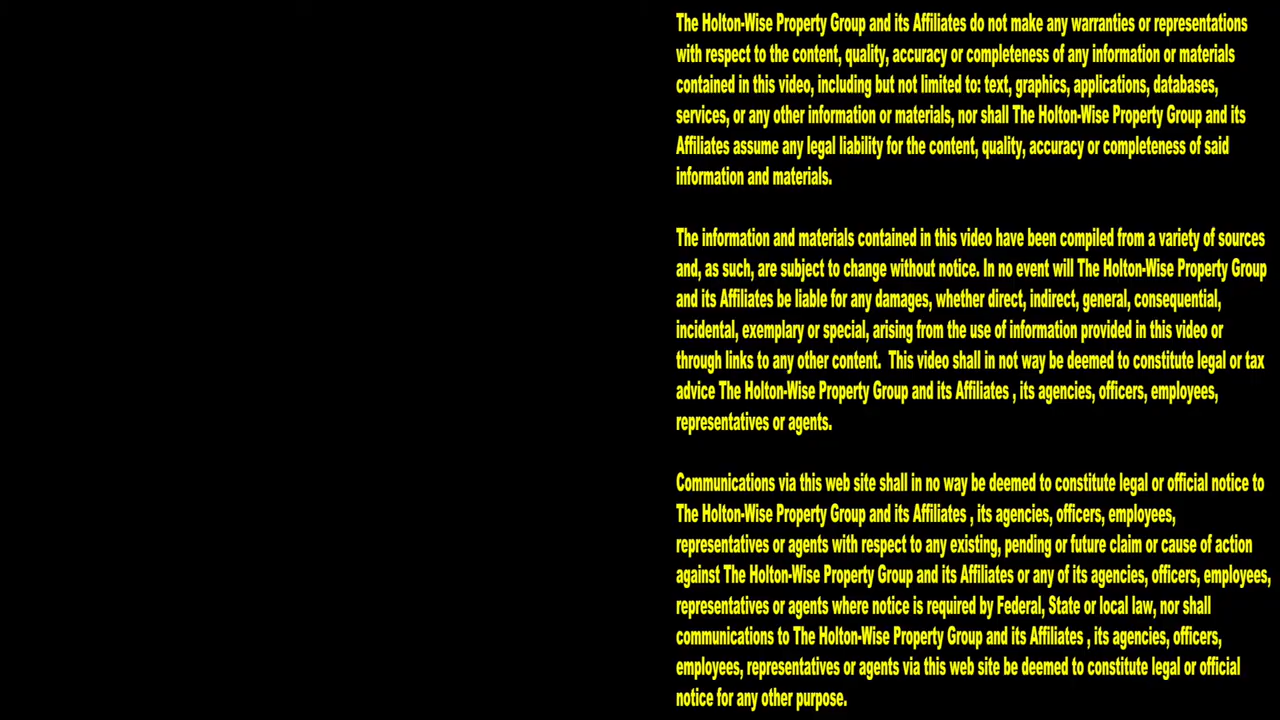 The Holton-Wise Property Group and its Affiliates do not make any warranties or representations
with respect to the content, quality, accuracy or completeness of any information or materials
contained in this video, including but not limited to: text, graphics, applications, databases,
services, or any other information or materials, nor shall The Holton-Wise Property Group and its
Affiliates assume any legal liability for the content, quality, accuracy or completeness of said
information and materials.
The information and materials contained in this video have been compiled from a variety of sources
and, as such, are subject to change without notice. In no event will The Holton-Wise Property Group
and its Affiliates be liable for any damages, whether direct, indirect, general, consequential,
incidental, exemplary or special, arising from the use of information provided in this video or
through links to any other content.  This video shall in not way be deemed to constitute legal or tax
advice The Holton-Wise Property Group and its Affiliates , its agencies, officers, employees,
representatives or agents.
Communications via this web site shall in no way be deemed to constitute legal or official notice to
The Holton-Wise Property Group and its Affiliates , its agencies, officers, employees,
representatives or agents with respect to any existing, pending or future claim or cause of action
against The Holton-Wise Property Group and its Affiliates or any of its agencies, officers, employees,
representatives or agents where notice is required by Federal, State or local law, nor shall
communications to The Holton-Wise Property Group and its Affiliates , its agencies, officers,
employees, representatives or agents via this web site be deemed to constitute legal or official
notice for any other purpose.